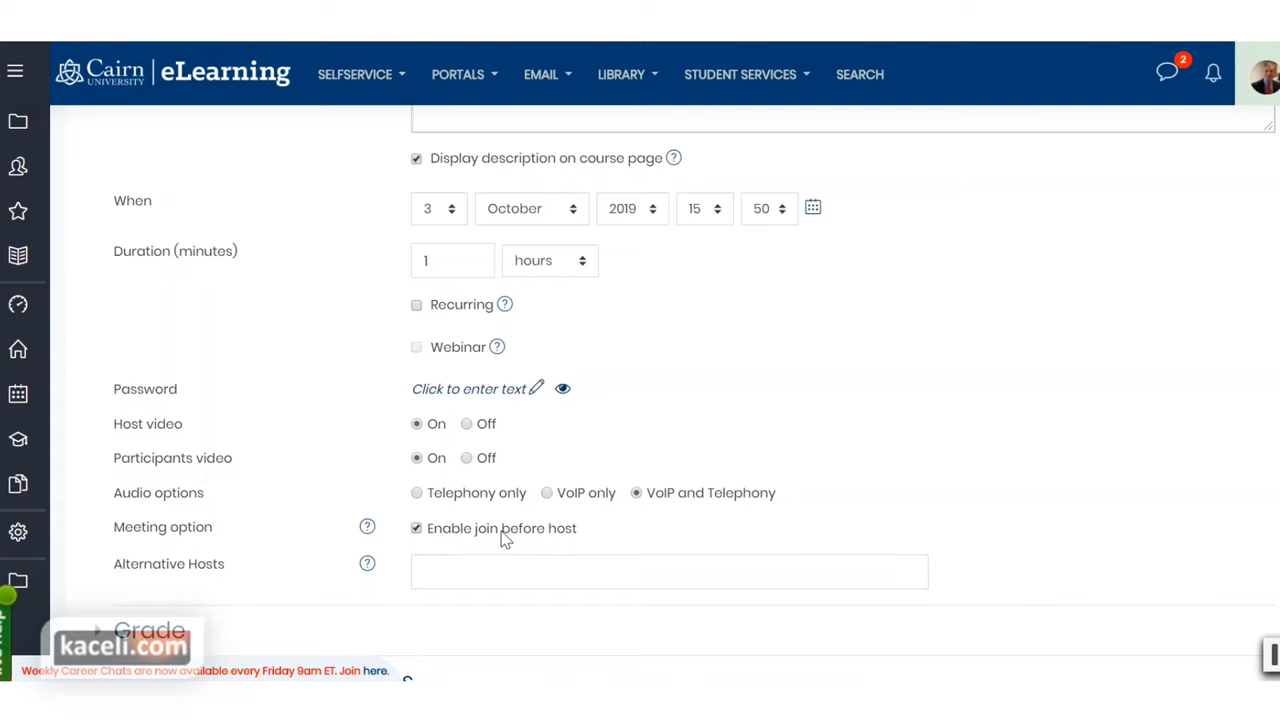 Cairn UNIVERSITY | eLearning SELFSERVICE PORTALS EMAIL LIBRARY STUDENT SERVICES SEARCH 2
Display description on course page ?
When 3 October 2019 15 50
Duration (minutes) 1 hours
Recurring ?
Webinar ?
Password Click to enter text
Host video On Off
Participants video On Off
Audio options Telephony only VoIP only VoIP and Telephony
Meeting option ? Enable join before host
Alternative Hosts ?
Grade
kaceli.com
Weekly Career Chats are now available every Friday 9am ET. Join here.